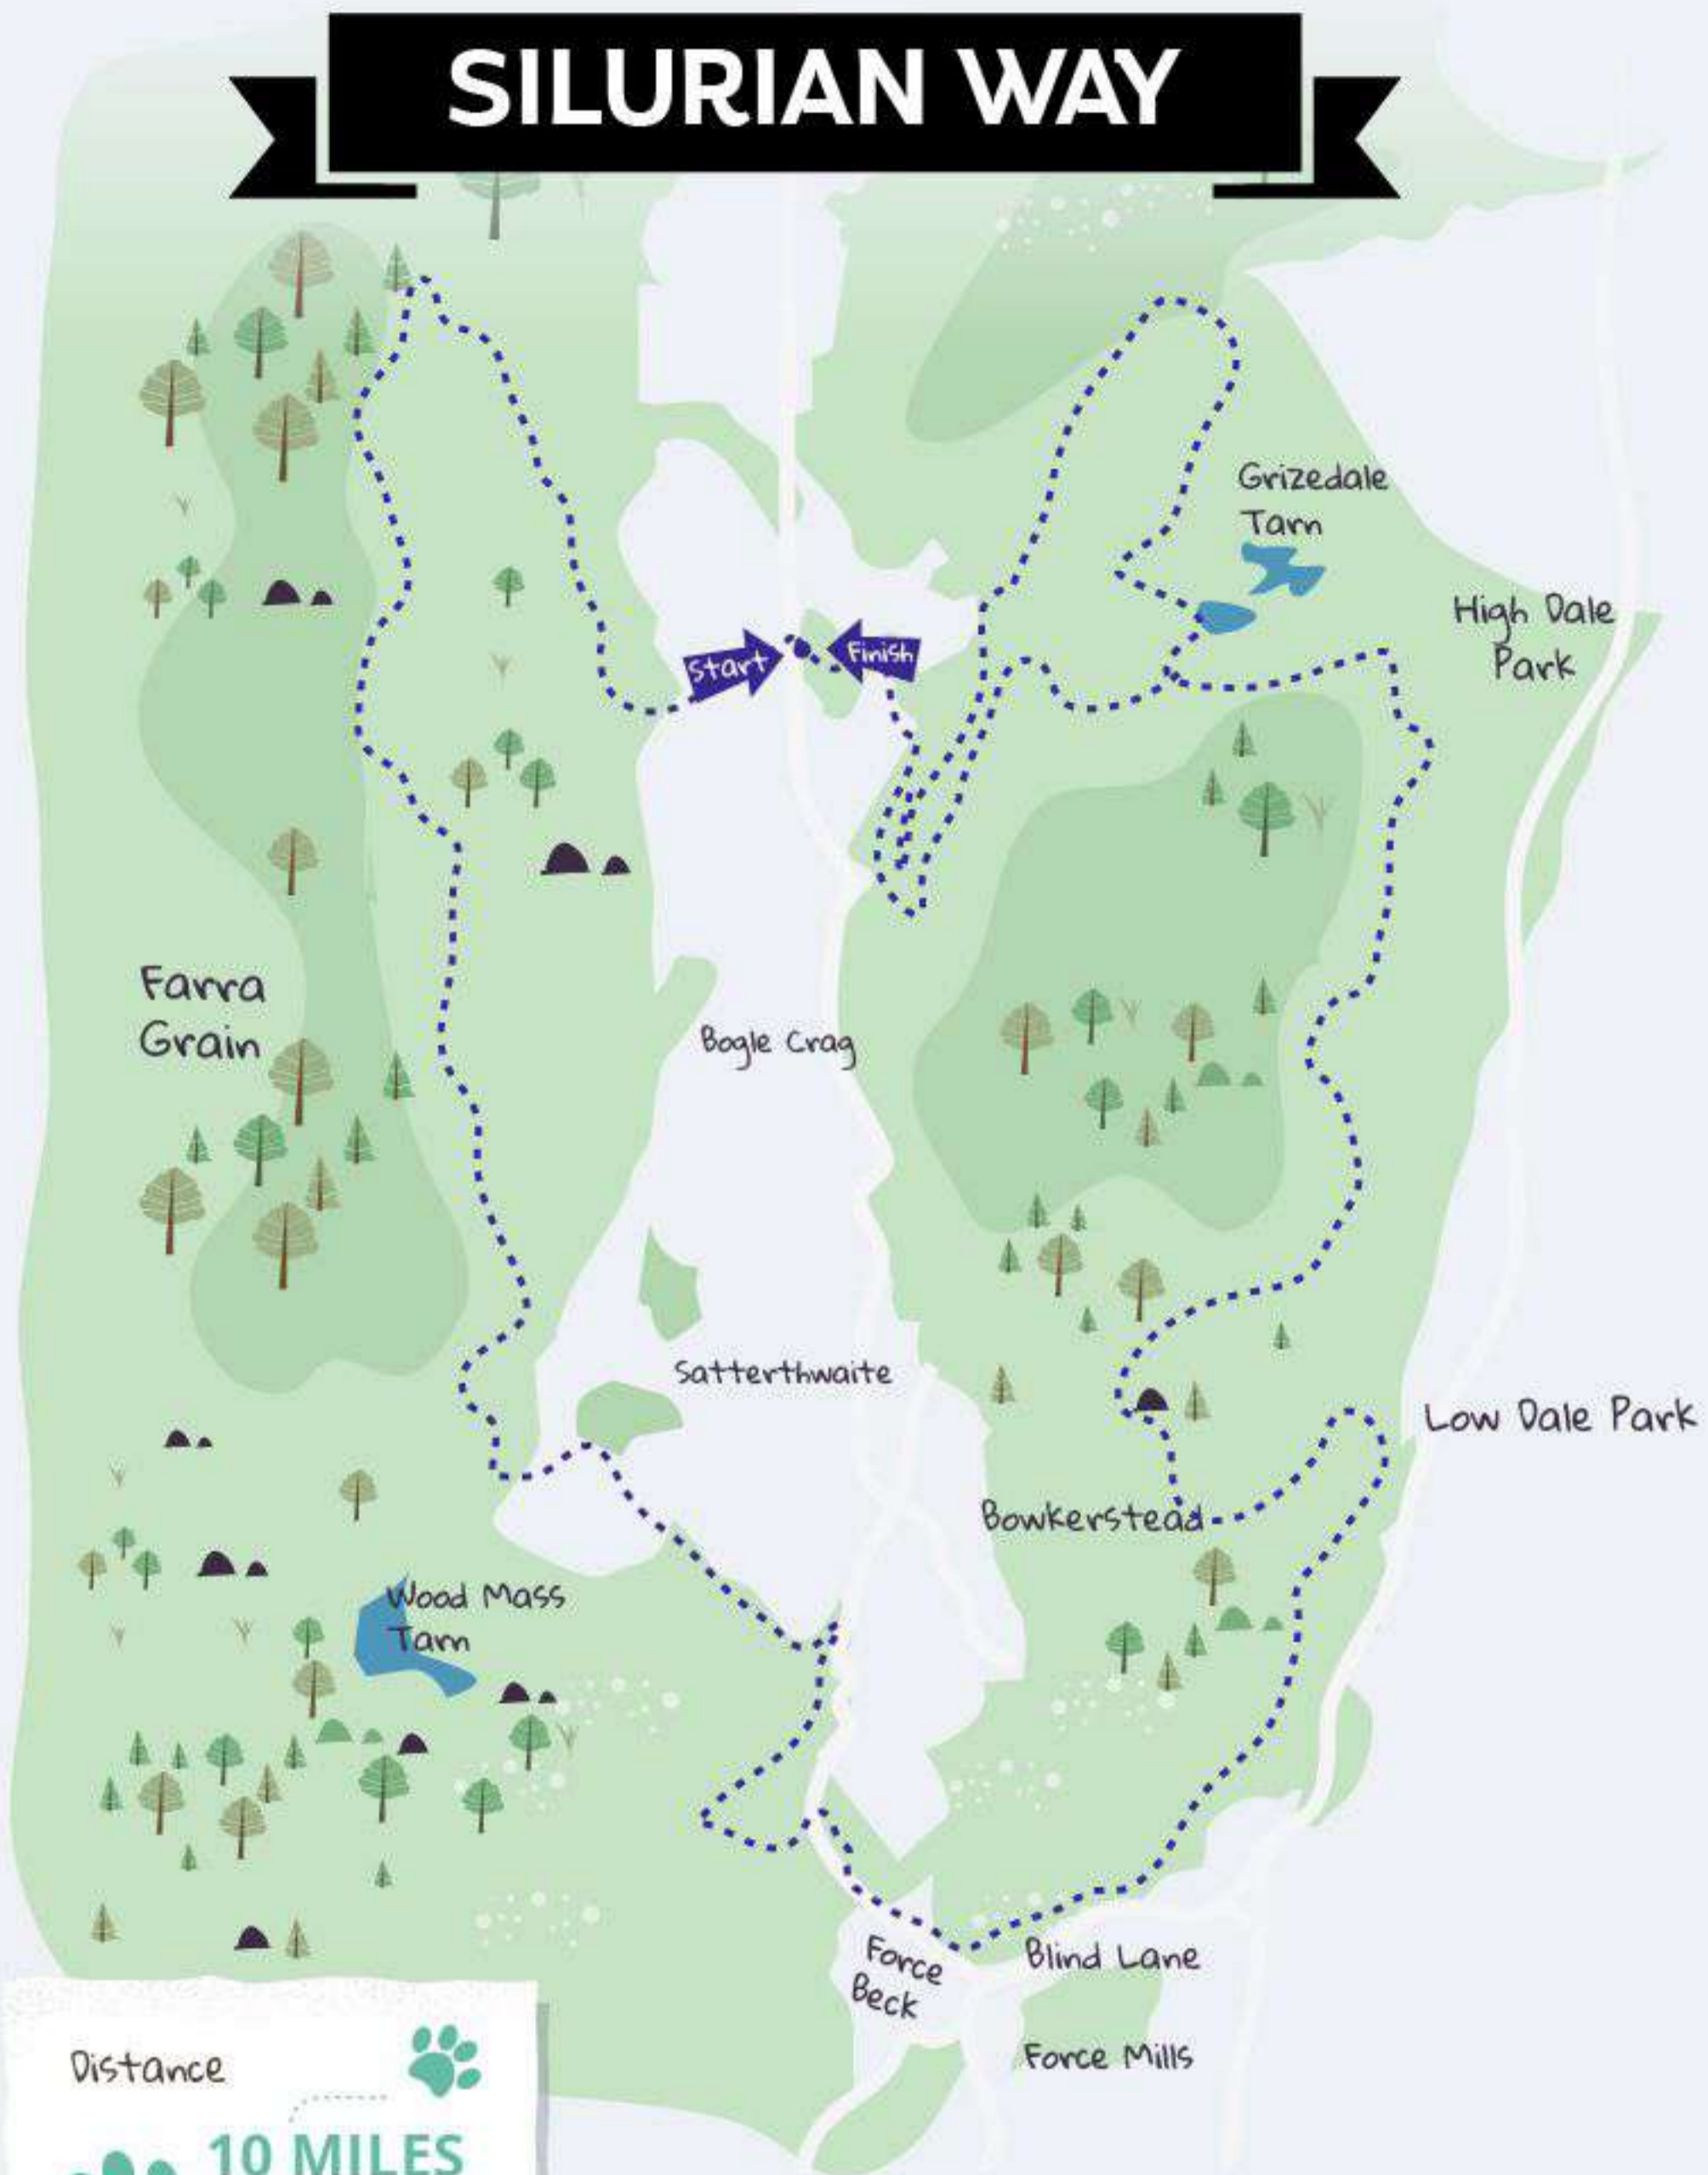 SILURIAN WAY
Grizedale
Tarn
High Dale
Park
Start
Finish
Farra
Grain
Bogle Crag
Satterthwaite
Low Dale Park
Bowkerstead
Wood Mass
Tarn
Force
Beck
Blind Lane
Force Mills
Distance
10 MILES